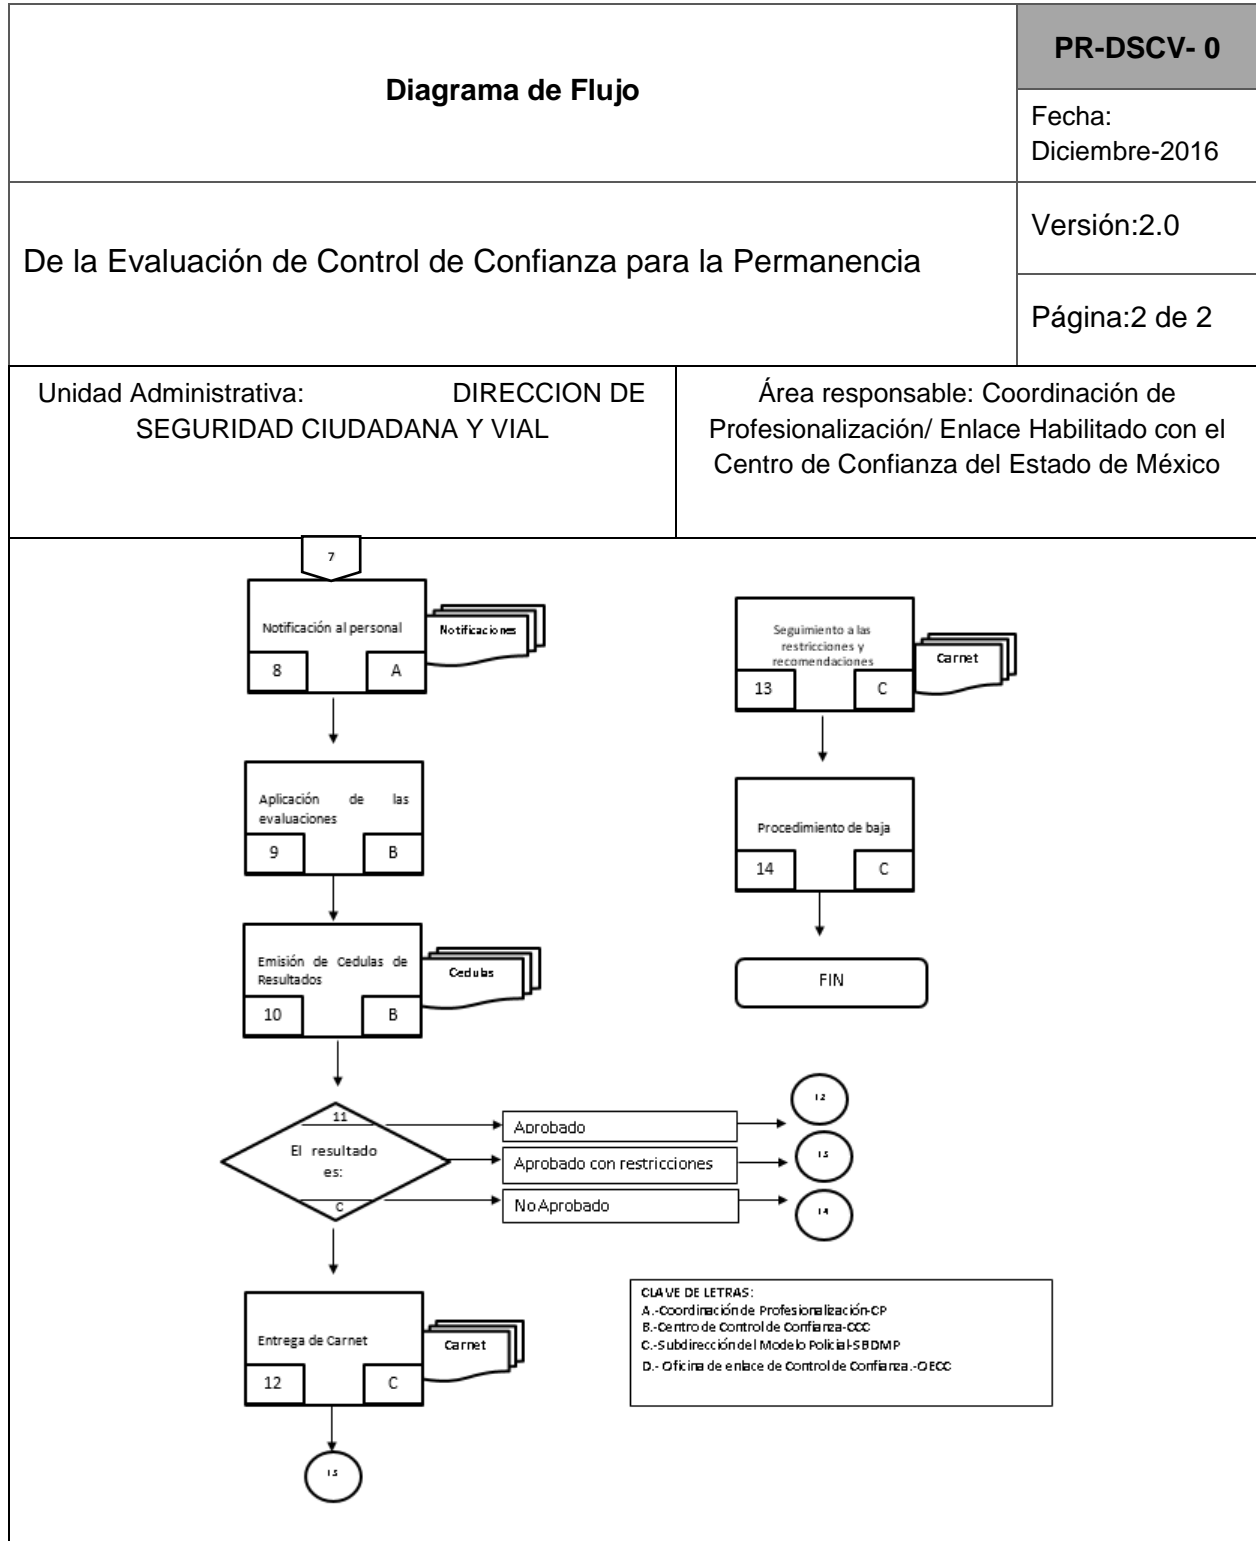 Diagrama de Flujo
PR-DSCV- 0
Fecha:
Diciembre-2016
De la Evaluación de Control de Confianza para la Permanencia
Versión:2.0
Página:2 de 2
Unidad Administrativa: DIRECCION DE
SEGURIDAD CIUDADANA Y VIAL
Área responsable: Coordinación de
Profesionalización/ Enlace Habilitado con el
Centro de Confianza del Estado de México
7
Notificación al personal
Notificaciones
8 A
Aplicación de las
evaluaciones
9 B
Emisión de Cedulas de
Resultados
Cedulas
10 B
11
El resultado
es:
C
Aprobado
12
Aprobado con restricciones
13
No Aprobado
14
Entrega de Carnet
Carnet
12 C
13
Seguimiento a las
restricciones y
recomendaciones
Carnet
13 C
Procedimiento de baja
14 C
FIN
CLAVE DE LETRAS:
A.-Coordinación de Profesionalización-CP
B.-Centro de Control de Confianza-CCC
C.-Subdirección del Modelo Policial-SBDMP
D.- Oficina de enlace de Control de Confianza.-OECC